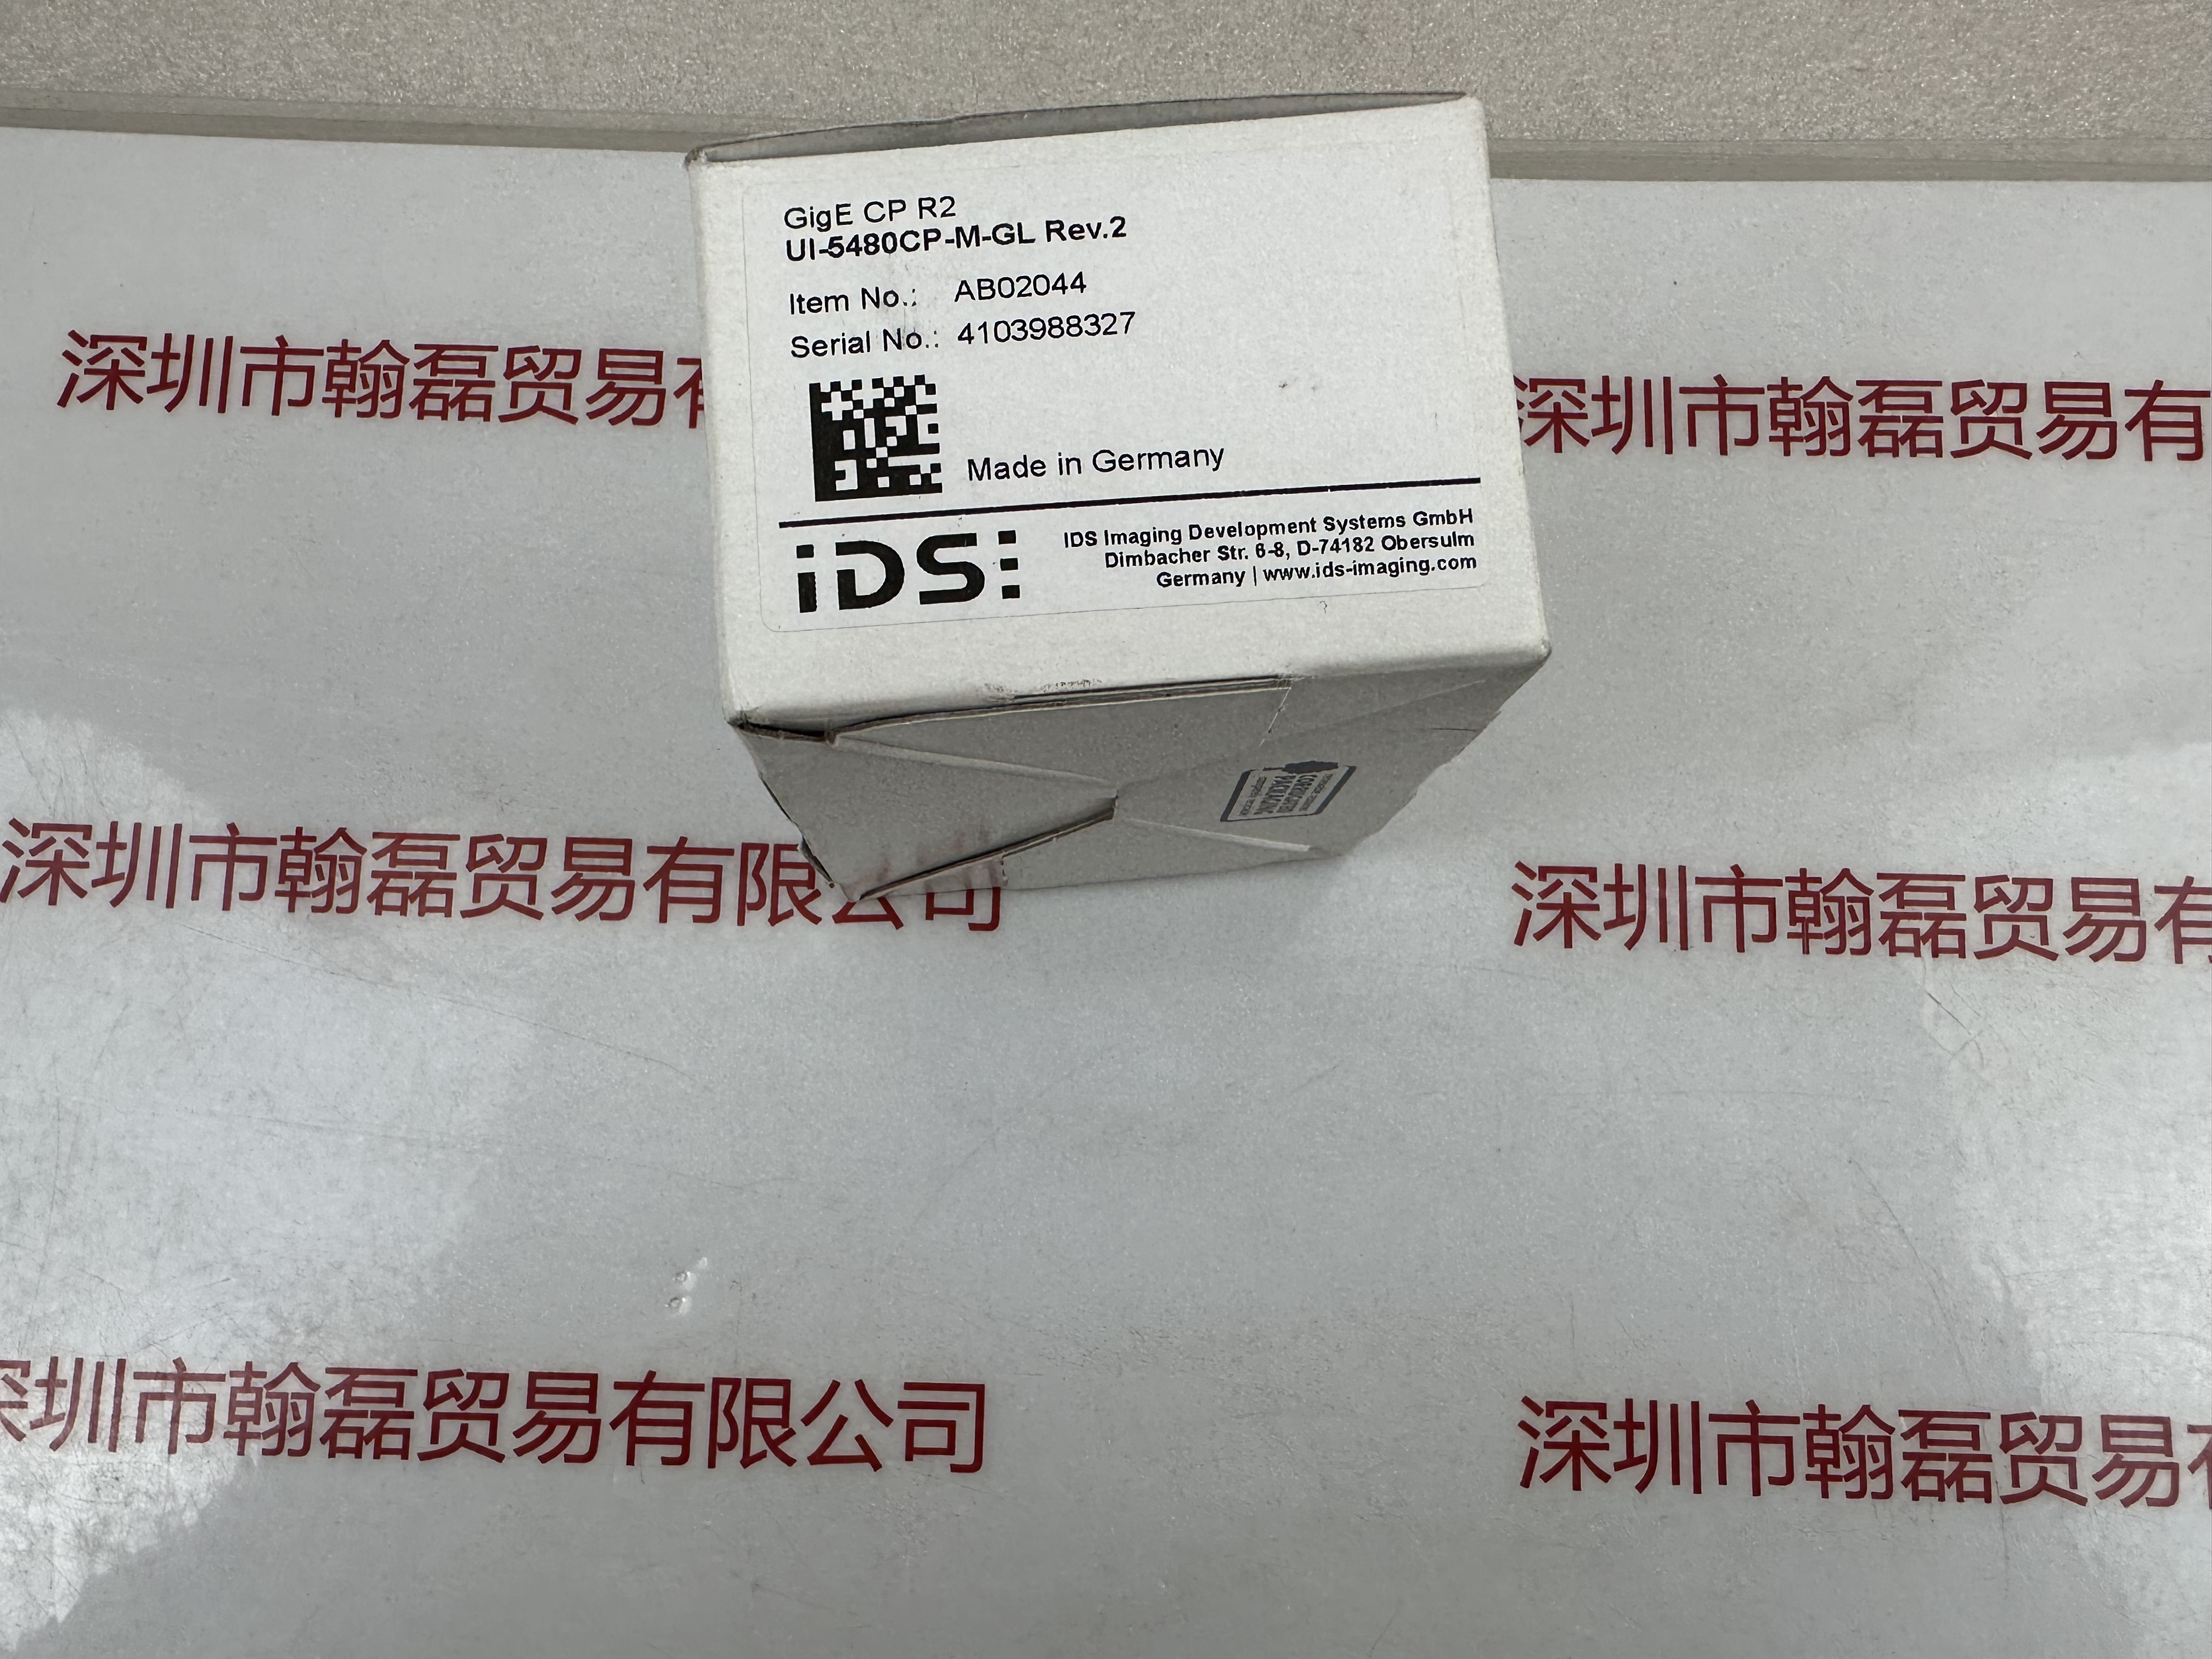 GigE CP R2
UI-5480CP-M-GL Rev.2
Item No.: AB02044
Serial No.: 4103988327
Made in Germany
IDS
IDS Imaging Development Systems GmbH
Dimbacher Str. 6-8, D-74182 Obersulm
Germany | www.ids-imaging.com
CORRUGATED
PACKAGING
深圳市翰磊贸易有
深圳市翰磊贸易有
深圳市翰磊贸易有限公司
深圳市翰磊贸易有
深圳市翰磊贸易有限公司
深圳市翰磊贸易有